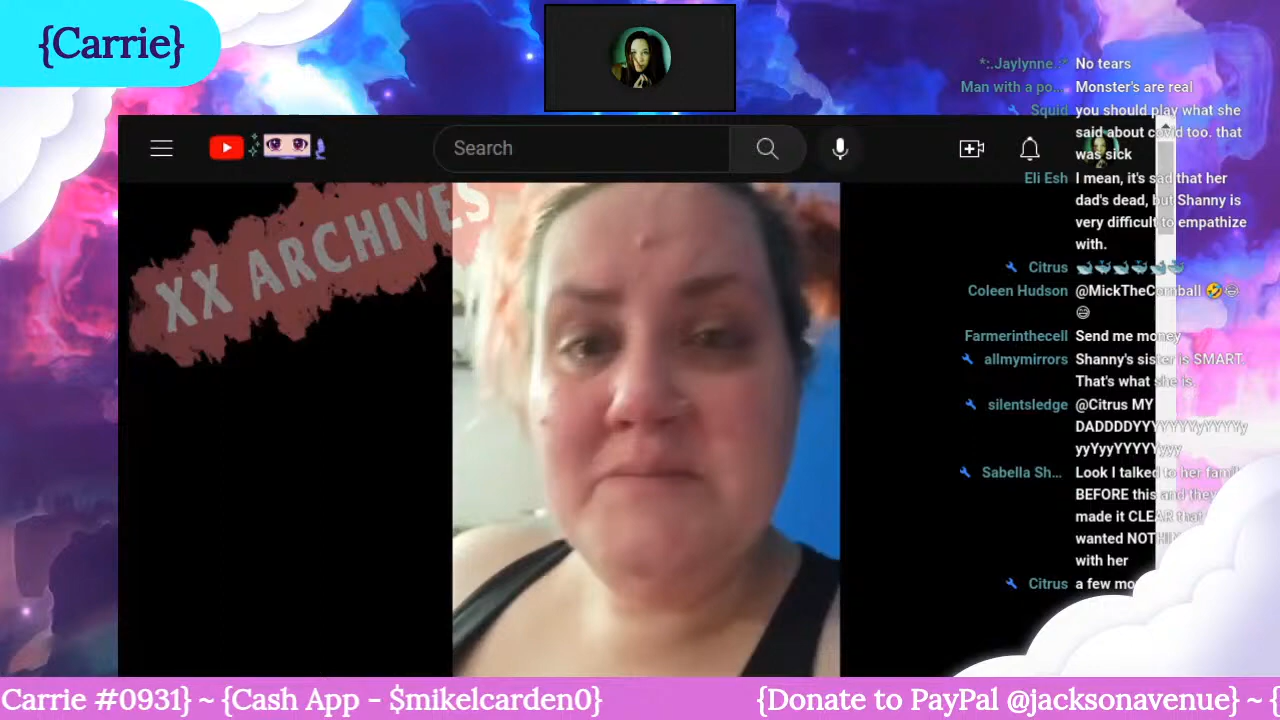 {Carrie}
Search
XX ARCHIVES
*:.Jaylynne.:* No tears
Man with a po... Monster's are real
Squid you should play what she
said about covid too. that
was sick
Eli Esh I mean, it's sad that her
dad's dead, but Shanny is
very difficult to empathize
with.
Citrus 🐳🐳🐳🐳🐳🐳
Coleen Hudson @MickTheCornball 🤣😂
😄
Farmerinthecell Send me money
allmymirrors Shanny's sister is SMART.
That's what she is.
silentsledge @Citrus MY
DADDDDYYYYYYYyYYYYy
yyYyyYYYYYyyy
Sabella Sh... Look I talked to her family
BEFORE this and they
made it CLEAR that
wanted
with her
Citrus a few
Carrie #0931} ~ {Cash App - $mikelcarden0} {Donate to PayPal @jacksonavenue} ~ {